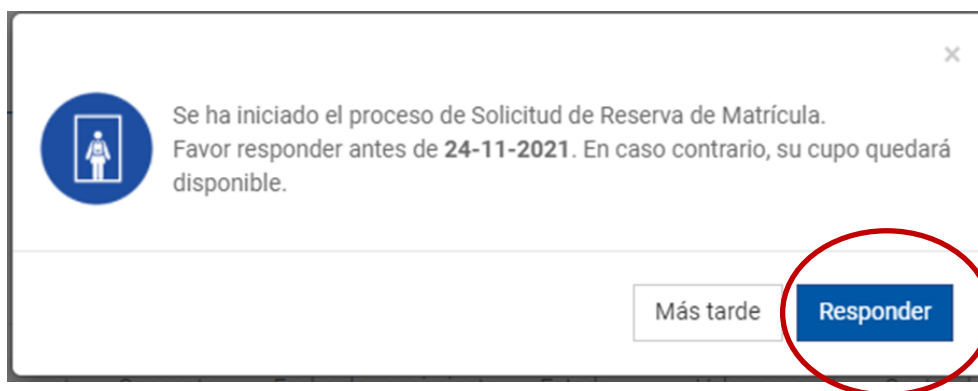 ×
Se ha iniciado el proceso de Solicitud de Reserva de Matrícula.
Favor responder antes de 24-11-2021. En caso contrario, su cupo quedará
disponible.
Más tarde
Responder